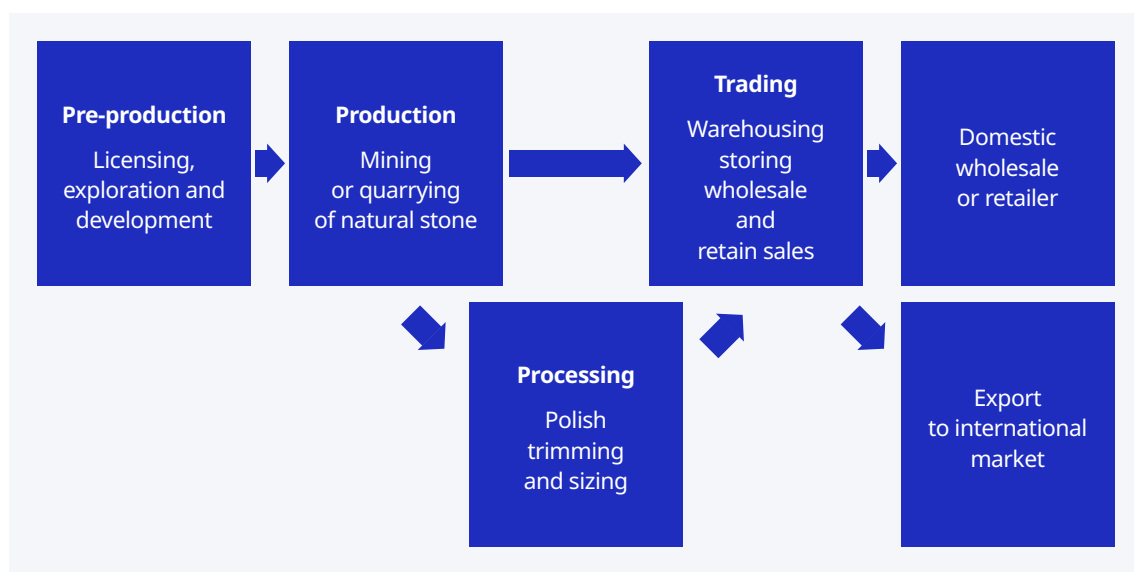 Pre-production
Licensing,
exploration and
development
Production
Mining
or quarrying
of natural stone
Trading
Warehousing
storing
wholesale
and
retain sales
Domestic
wholesale
or retailer
Processing
Polish
trimming
and sizing
Export
to international
market